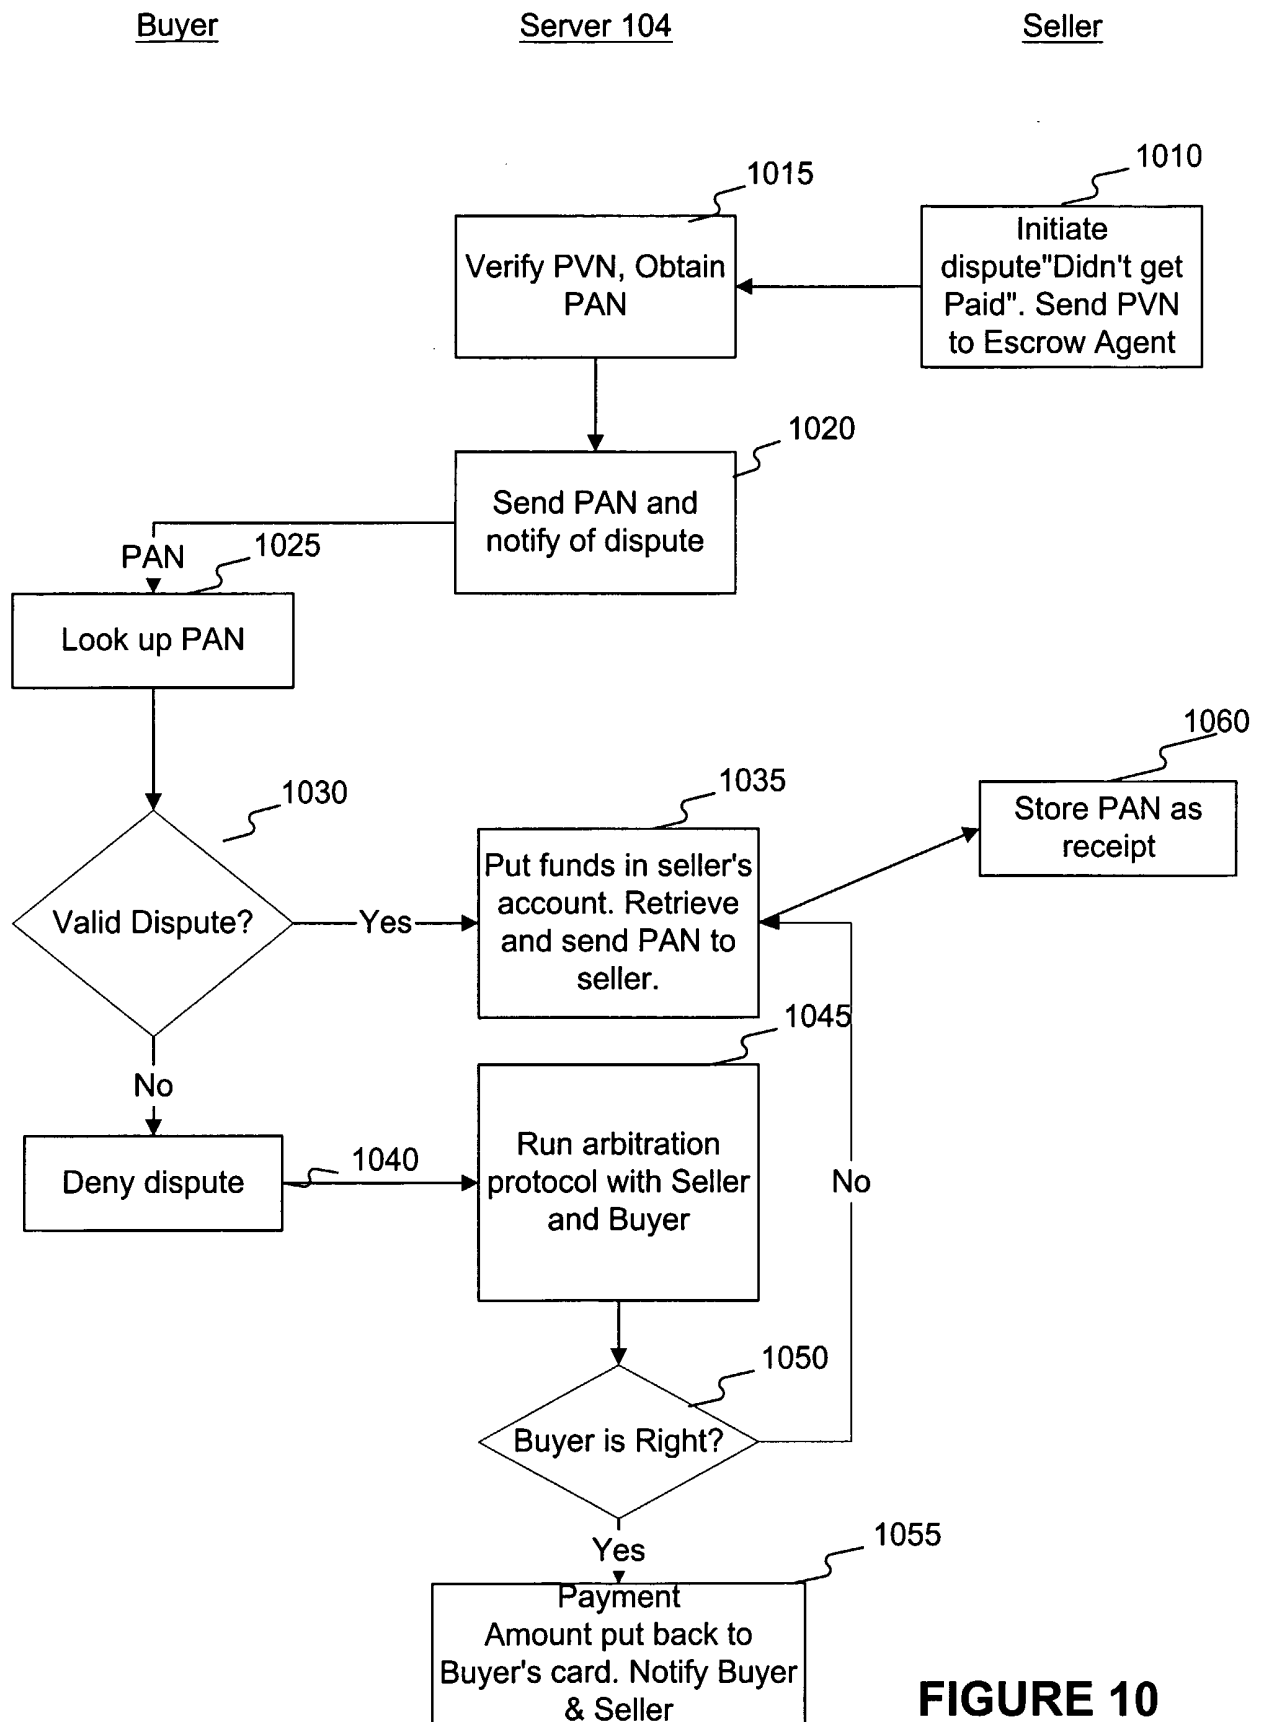 Buyer
Server 104
Seller
1010
1015
Initiate
dispute"Didn't get
Paid". Send PVN
to Escrow Agent
Verify PVN, Obtain
PAN
1020
Send PAN and
notify of dispute
PAN
1025
Look up PAN
1060
Store PAN as
receipt
1030
1035
Valid Dispute?
Yes
Put funds in seller's
account. Retrieve
and send PAN to
seller.
1045
No
Deny dispute
1040
Run arbitration
protocol with Seller
and Buyer
No
1050
Buyer is Right?
Yes
1055
Payment
Amount put back to
Buyer's card. Notify Buyer
& Seller
FIGURE 10